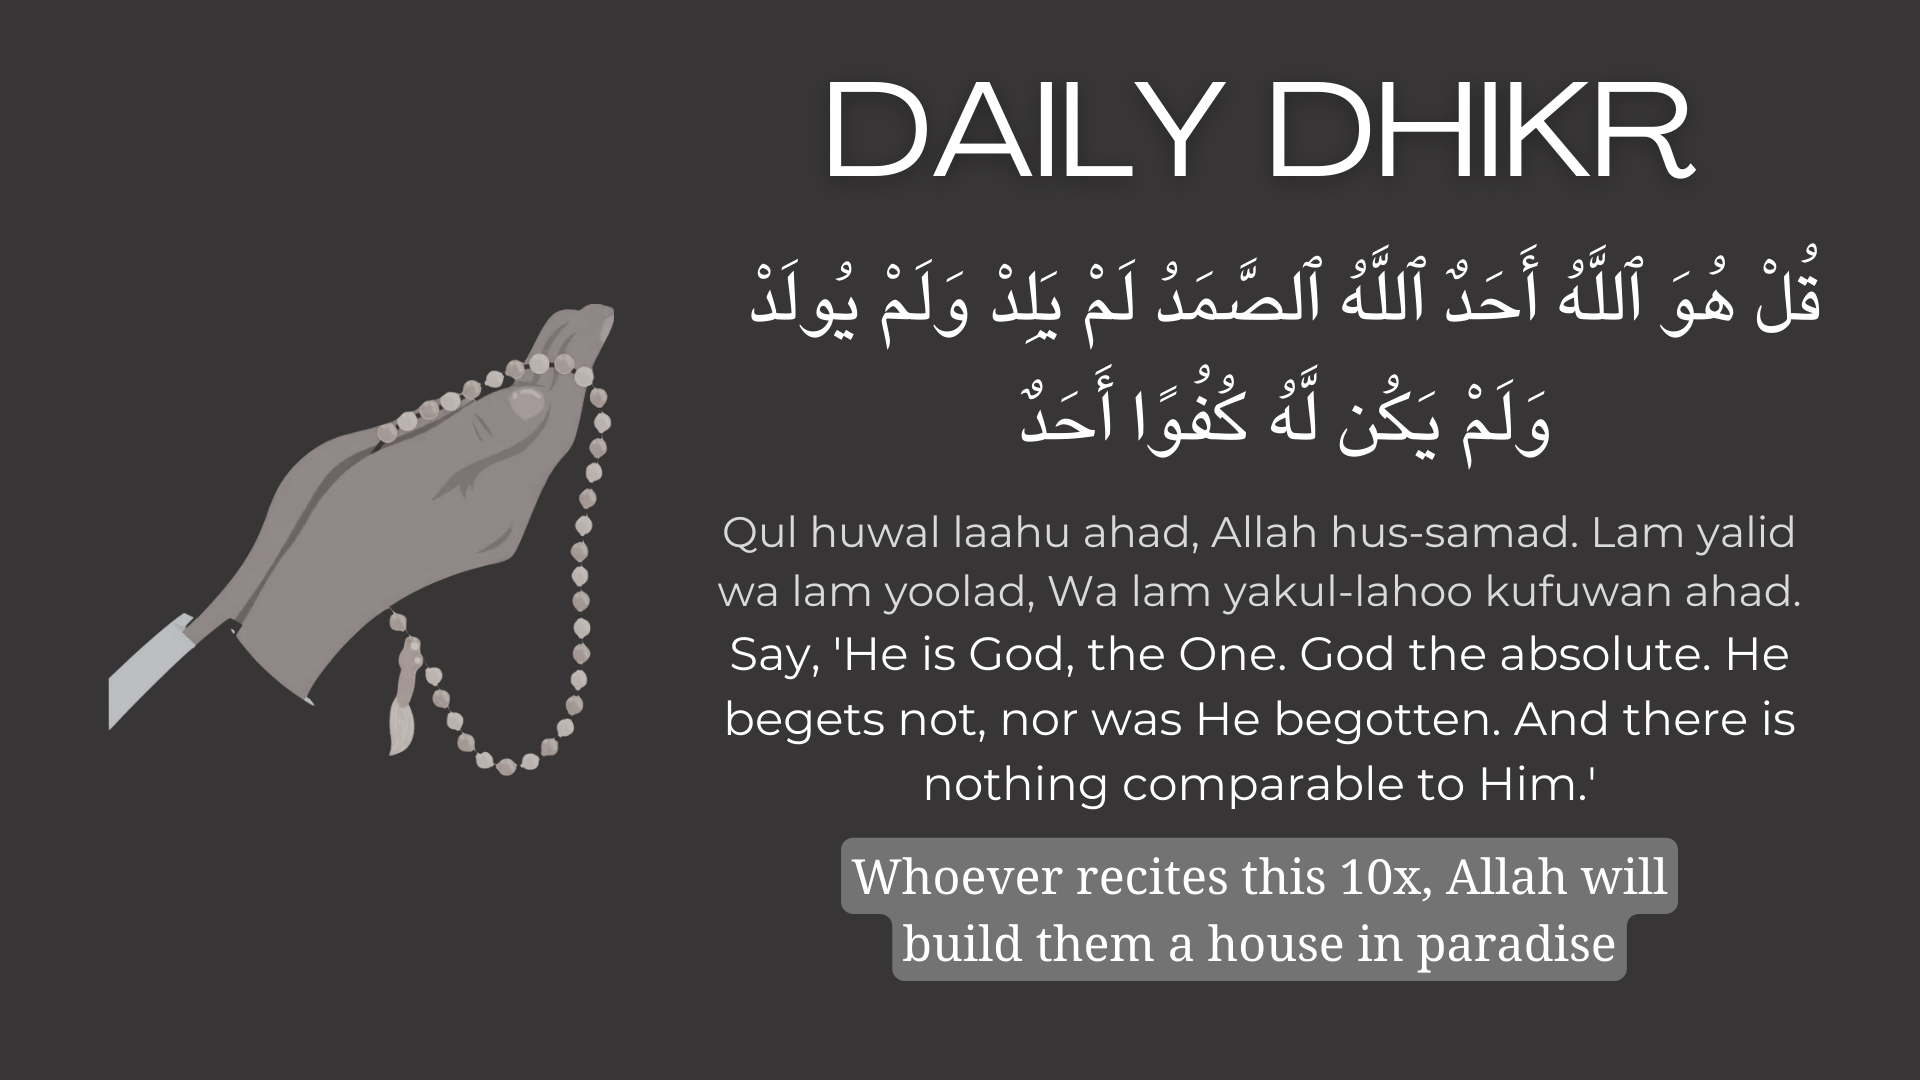 DAILY DHIKR
قُلْ هُوَ ٱللَّهُ أَحَدٌ ٱللَّهُ ٱلصَّمَدُ لَمْ يَلِدْ وَلَمْ يُولَدْ
وَلَمْ يَكُن لَّهُ كُفُوًا أَحَدٌ
Qul huwal laahu ahad, Allah hus-samad. Lam yalid
wa lam yoolad, Wa lam yakul-lahoo kufuwan ahad.
Say, 'He is God, the One. God the absolute. He
begets not, nor was He begotten. And there is
nothing comparable to Him.'
Whoever recites this 10x, Allah will
build them a house in paradise